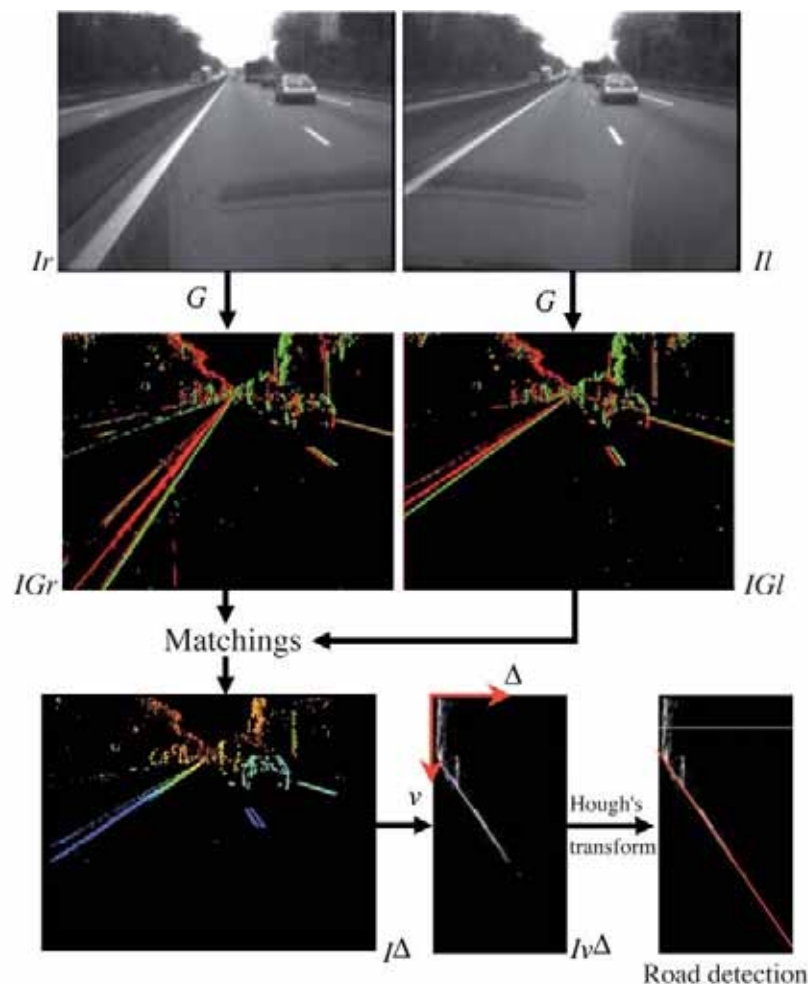 Ir
Il
G
G
IGr
IGl
Matchings
Δ
v
Hough's
transform
IΔ
IvΔ
Road detection